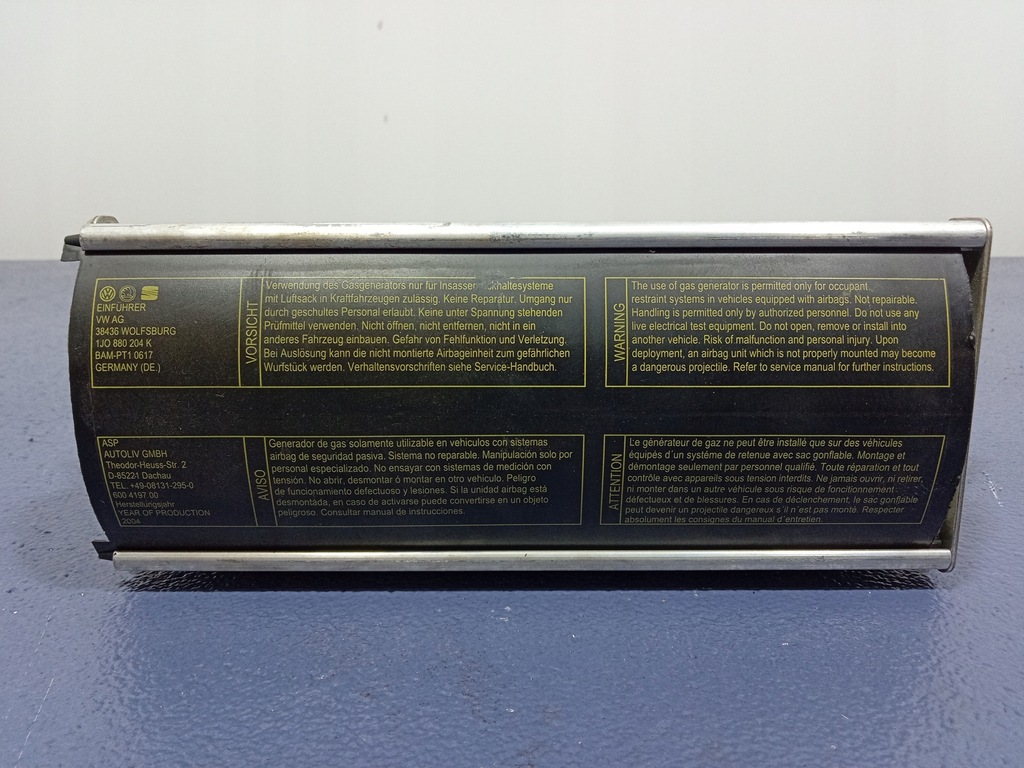 EINFÜHRER
VW AG
38436 WOLFSBURG
1JO 880 204 K
BAM-PT1 0617
GERMANY (DE.)
VORSICHT
Verwendung des Gasgenerators nur für Insassen haltesysteme
mit Luftsack in Kraftfahrzeugen zulässig. Keine Reparatur. Umgang nur
durch geschultes Personal erlaubt. Keine unter Spannung stehenden
Prüfmittel verwenden. Nicht öffnen, nicht entfernen, nicht in ein
anderes Fahrzeug einbauen. Gefahr von Fehlfunktion und Verletzung.
Bei Auslösung kann die nicht montierte Airbageinheit zum gefährlichen
Wurfstück werden. Verhaltensvorschriften siehe Service-Handbuch.
WARNING
The use of gas generator is permitted only for occupant
restraint systems in vehicles equipped with airbags. Not repairable.
Handling is permitted only by authorized personnel. Do not use any
live electrical test equipment. Do not open, remove or install into
another vehicle. Risk of malfunction and personal injury. Upon
deployment, an airbag unit which is not properly mounted may become
a dangerous projectile. Refer to service manual for further instructions.
ASP
AUTOLIV GMBH
Theodor-Heuss-Str. 2
D-85221 Dachau
TEL. +49-08131-295-0
600 4197 00
Herstellungsjahr
YEAR OF PRODUCTION
2004
AVISO
Generador de gas solamente utilizable en vehiculos con sistemas
airbag de seguridad pasiva. Sistema no reparable. Manipulación solo por
personal especializado. No ensayar con sistemas de medición con
tensión. No abrir, desmontar ó montar en otro vehiculo. Peligro
de funcionamiento defectuoso y lesiones. Si la unidad airbag está
desmontàda, en caso de activarse puede convertirse en un objeto
peligroso. Consultar manual de instrucciones.
ATTENTION
Le générateur de gaz ne peut être installé que sur des véhicules
équipés d´un système de retenue avec sac gonflable. Montage et
démontage seulement par personnel qualifié. Toute réparation et tout
contrôle avec appareils sous tension interdits. Ne jamais ouvrir, ni retirer,
ni monter dans un autre véhicule sous risque de fonctionnement
défectueux et de blessures. En cas de déclenchement, le sac gonflable
peut devenir un projectile dangereux s´il n´est pas monté. Respecter
absolument les consignes du manuel d´entretien.